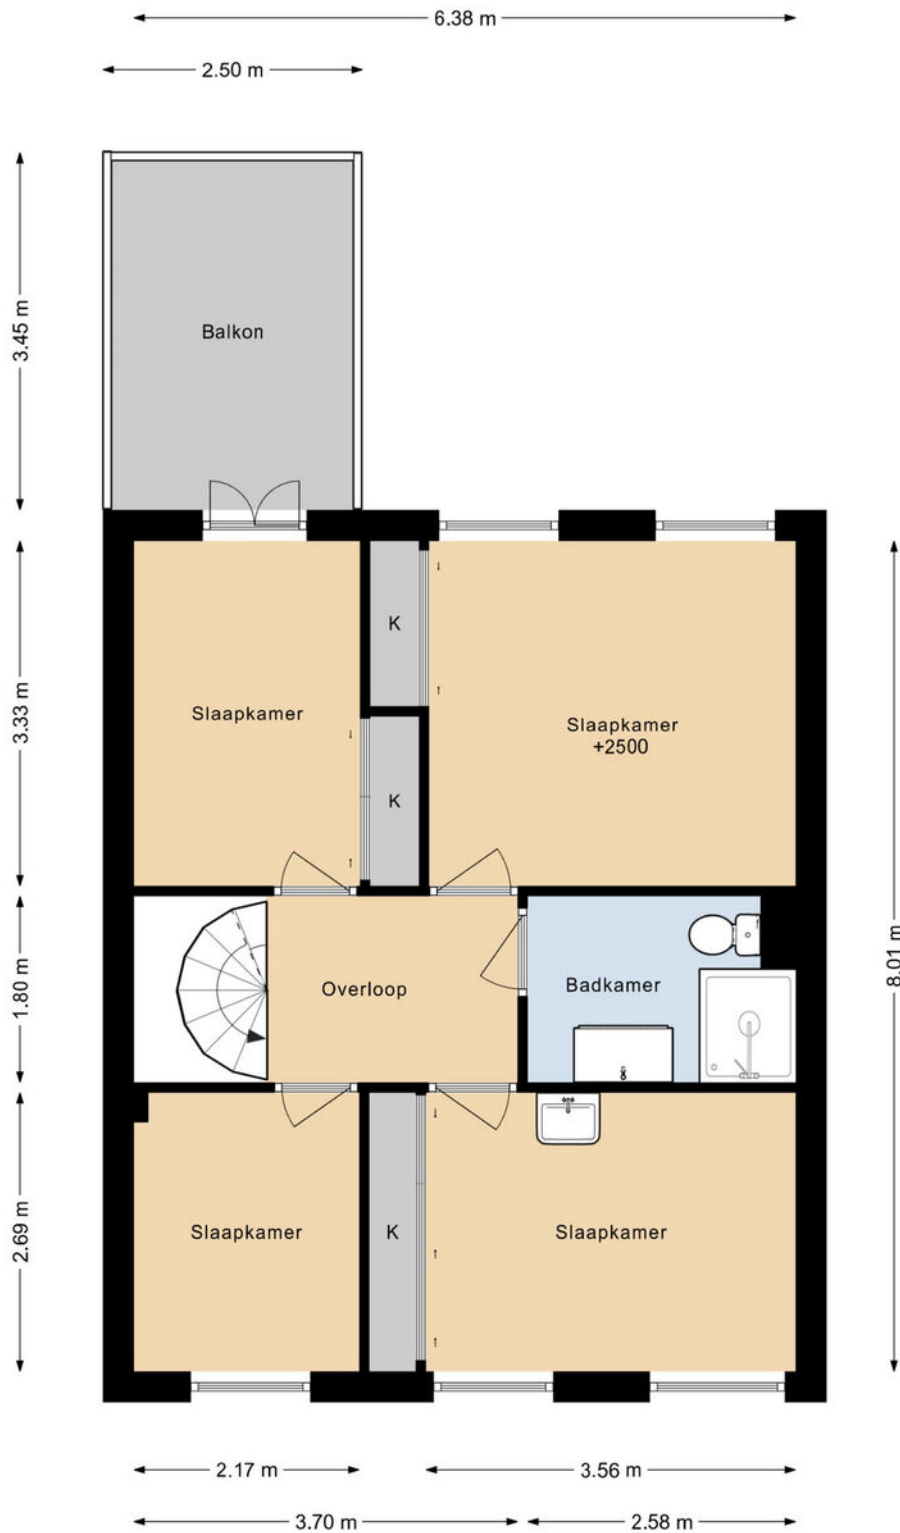 6.38 m
2.50 m
3.45 m
Balkon
K
3.33 m
Slaapkamer
Slaapkamer
+2500
K
1.80 m
Overloop
Badkamer
8.01 m
2.69 m
Slaapkamer
K
Slaapkamer
2.17 m
3.56 m
3.70 m
2.58 m